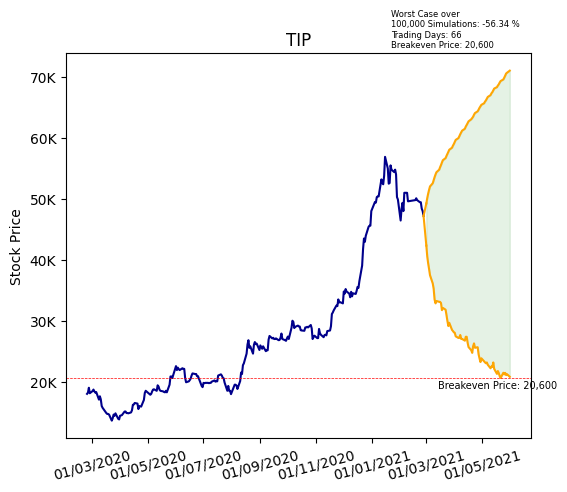 Worst Case over
100,000 Simulations: -56.34 %
Trading Days: 66
Breakeven Price: 20,600
TIP
70K
60K
50K
40K
30K
20K
Stock Price
Breakeven Price: 20,600
01/03/2020
01/05/2020
01/07/2020
01/09/2020
01/11/2020
01/01/2021
01/03/2021
01/05/2021